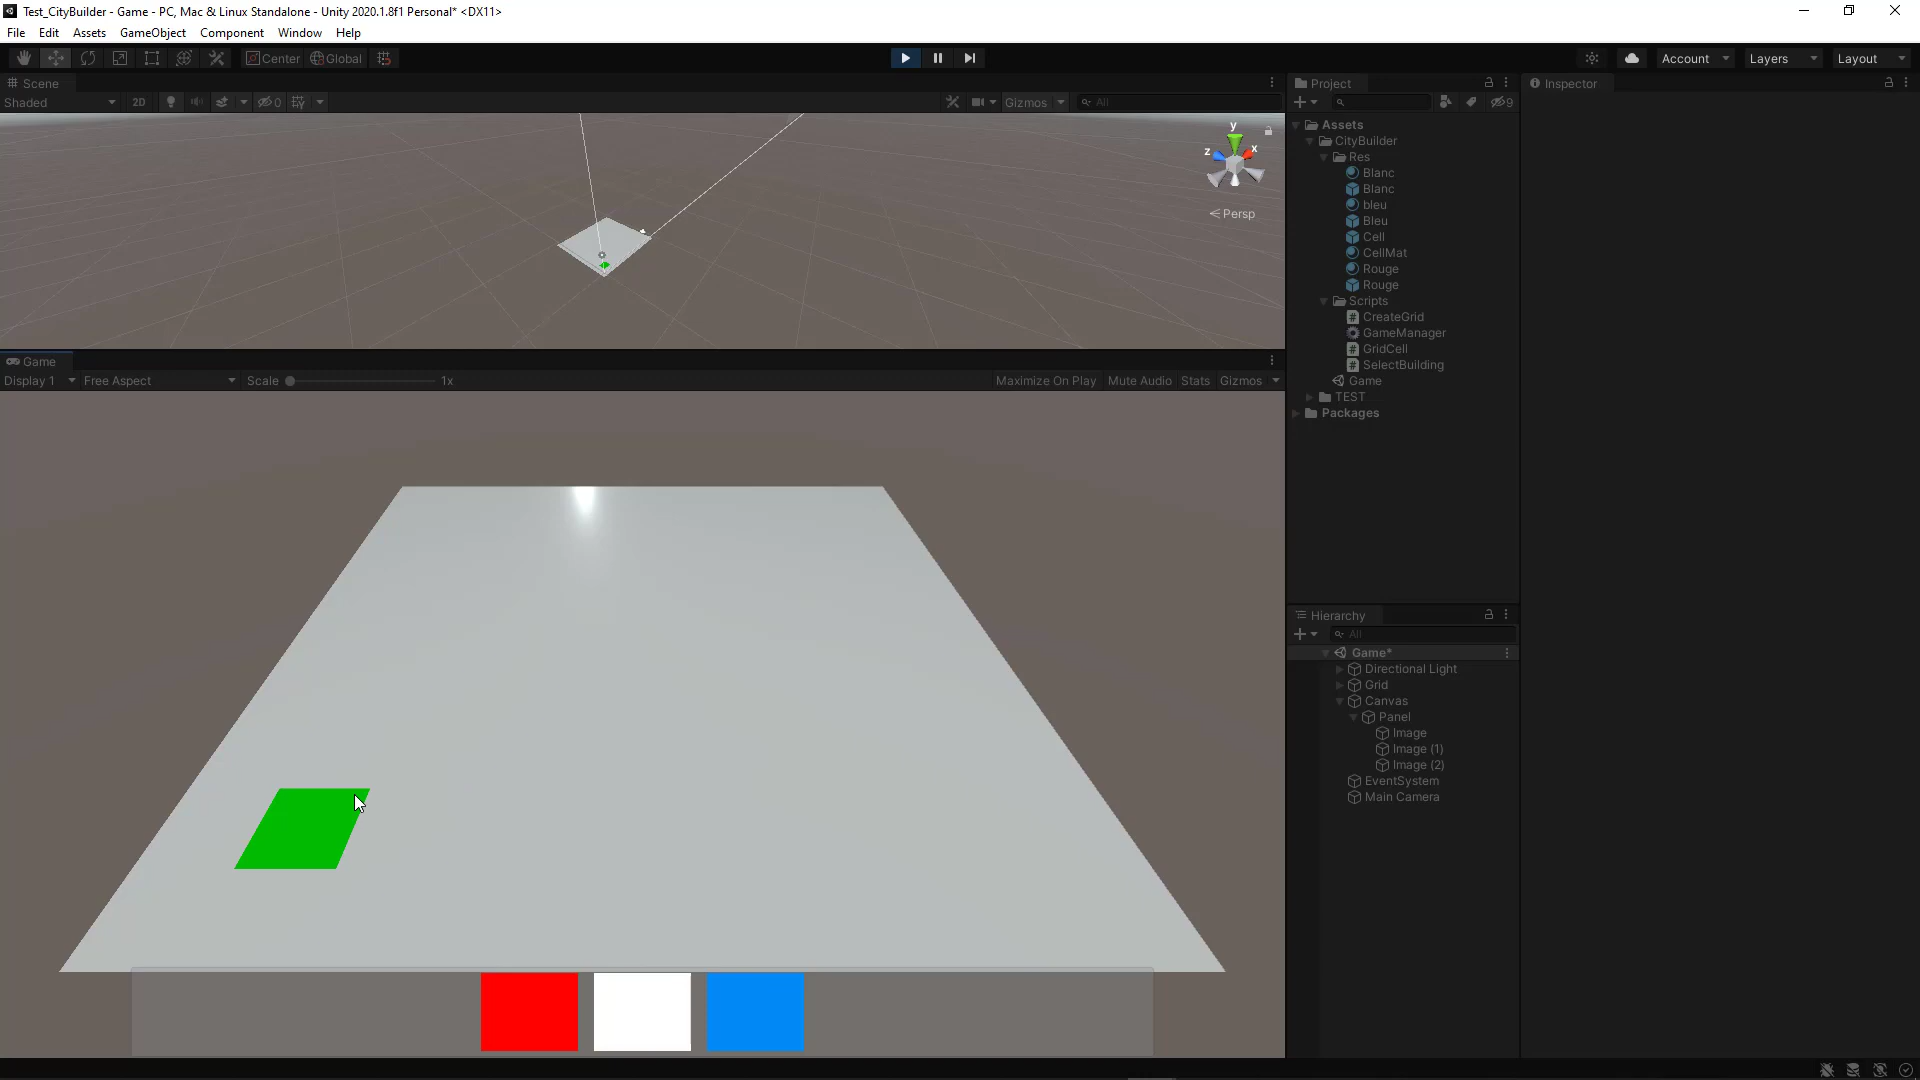 Test_CityBuilder - Game - PC, Mac & Linux Standalone - Unity 2020.1.8f1 Personal* <DX11>
File Edit Assets GameObject Component Window Help
Center Global Account Layers Layout
Scene
Shaded 2D 0 Gizmos All
y
x
z
Persp
Game
Display 1 Free Aspect Scale 1x Maximize On Play Mute Audio Stats Gizmos
Project
9
Assets
CityBuilder
Res
Blanc
Blanc
bleu
Bleu
Cell
CellMat
Rouge
Rouge
Scripts
CreateGrid
GameManager
GridCell
SelectBuilding
Game
TEST
Packages
Hierarchy
All
Game*
Directional Light
Grid
Canvas
Panel
Image
Image (1)
Image (2)
EventSystem
Main Camera
Inspector